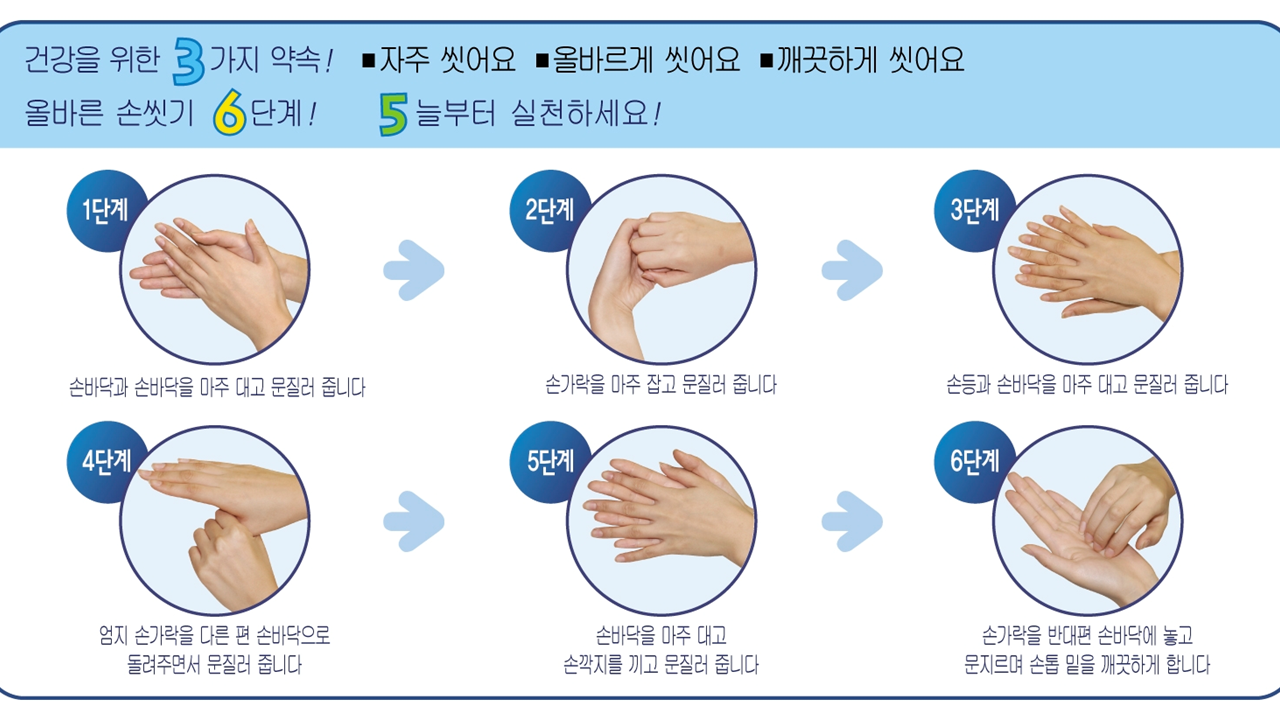 건강을 위한 3가지 약속! ■자주 씻어요 ■올바르게 씻어요 ■깨끗하게 씻어요
올바른 손씻기 6단계! 5늘부터 실천하세요!
1단계
손바닥과 손바닥을 마주 대고 문질러 줍니다
2단계
손가락을 마주 잡고 문질러 줍니다
3단계
손등과 손바닥을 마주 대고 문질러 줍니다
4단계
엄지 손가락을 다른 편 손바닥으로
돌려주면서 문질러 줍니다
5단계
손바닥을 마주 대고
손깍지를 끼고 문질러 줍니다
6단계
손가락을 반대편 손바닥에 놓고
문지르며 손톱 밑을 깨끗하게 합니다